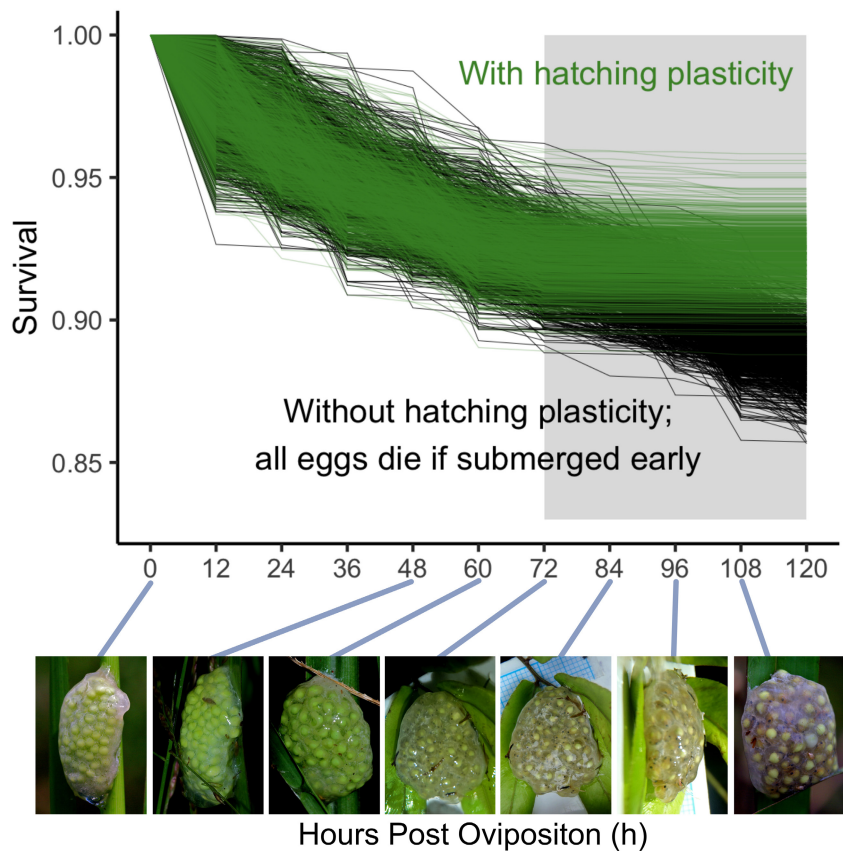 1.00
0.95
0.90
0.85
Survival
With hatching plasticity
Without hatching plasticity;
all eggs die if submerged early
0 12 24 36 48 60 72 84 96 108 120
Hours Post Ovipositon (h)